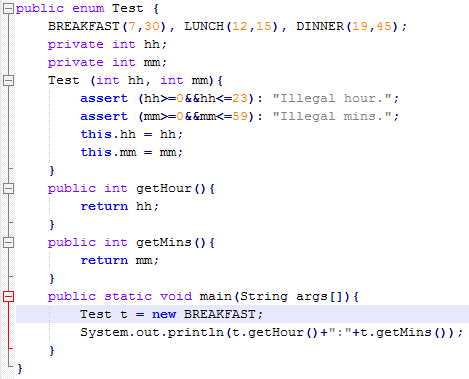 public enum Test {
    BREAKFAST(7,30), LUNCH(12,15), DINNER(19,45);
    private int hh;
    private int mm;
    Test (int hh, int mm){
        assert (hh>=0&&hh<=23): "Illegal hour.";
        assert (mm>=0&&mm<=59): "Illegal mins.";
        this.hh = hh;
        this.mm = mm;
    }
    public int getHour(){
        return hh;
    }
    public int getMins(){
        return mm;
    }
    public static void main(String args[]){
        Test t = new BREAKFAST;
        System.out.println(t.getHour()+":"+t.getMins());
    }
}